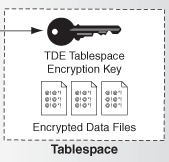 TDE Tablespace
Encryption Key
Encrypted Data Files
Tablespace